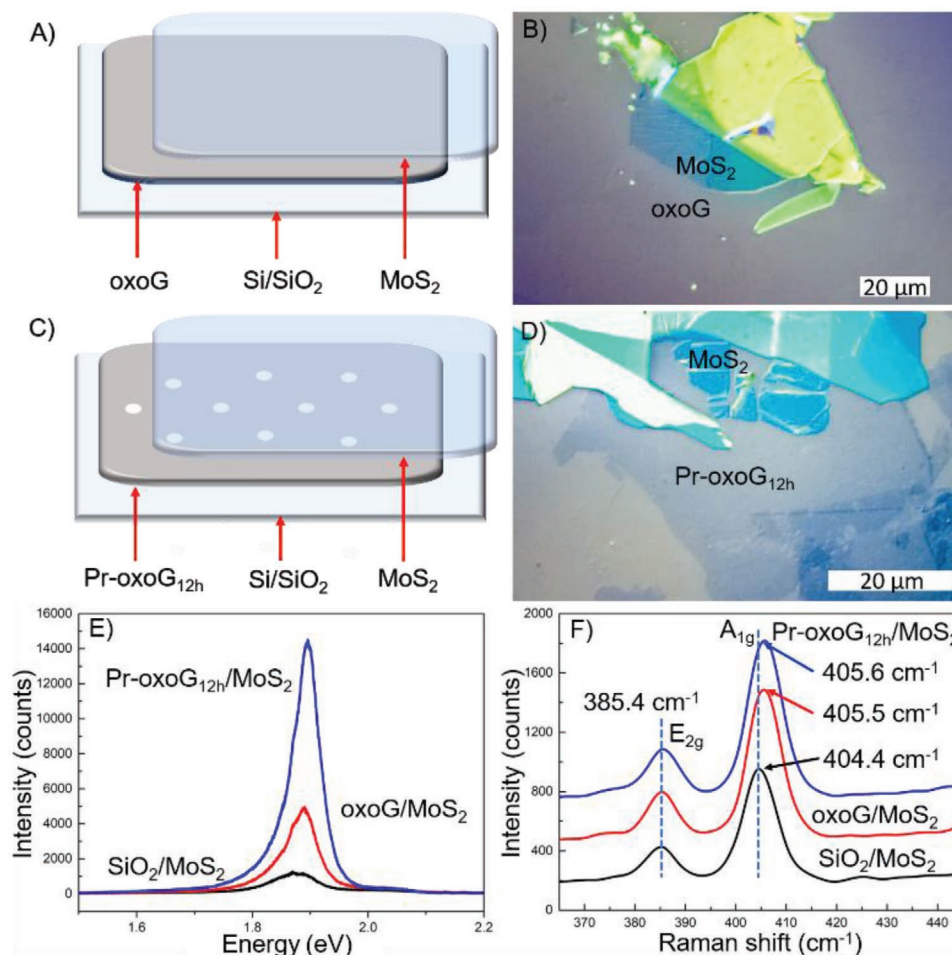 A)
oxoG Si/SiO₂ MoS₂
B)
MoS₂
oxoG
20 μm
C)
Pr-oxoG₁₂ₕ Si/SiO₂ MoS₂
D)
MoS₂
Pr-oxoG₁₂ₕ
20 μm
E)
Intensity (counts)
16000
14000
12000
10000
8000
6000
4000
2000
0
Pr-oxoG₁₂ₕ/MoS₂
oxoG/MoS₂
SiO₂/MoS₂
1.6 1.8 2.0 2.2
Energy (eV)
F)
Intensity (counts)
2000
1600
1200
800
400
0
A₁g Pr-oxoG₁₂ₕ/MoS₂
405.6 cm⁻¹
385.4 cm⁻¹ 405.5 cm⁻¹
E₂g
404.4 cm⁻¹
oxoG/MoS₂
SiO₂/MoS₂
370 380 390 400 410 420 430 440
Raman shift (cm⁻¹)